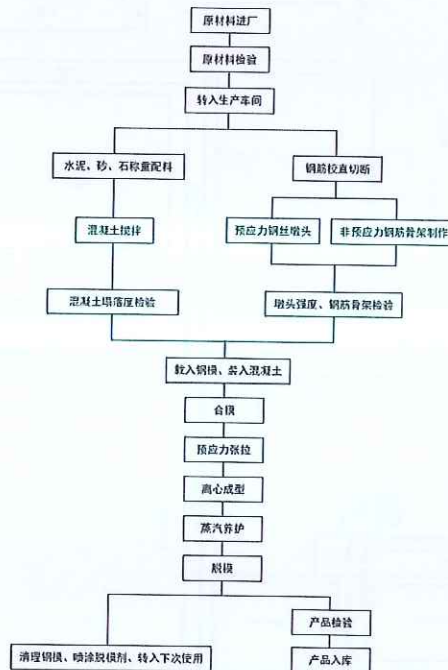 原材料进厂
原材料检验
转入生产车间
水泥、砂、石称量配料
钢筋校直切断
混凝土搅拌
预应力钢丝墩头
非预应力钢筋骨架制作
混凝土塌落度检验
墩头强度、钢筋骨架检验
载入钢模、装入混凝土
合模
预应力张拉
离心成型
蒸汽养护
脱模
产品检验
清理钢模、喷涂脱模剂、转入下次使用
产品入库